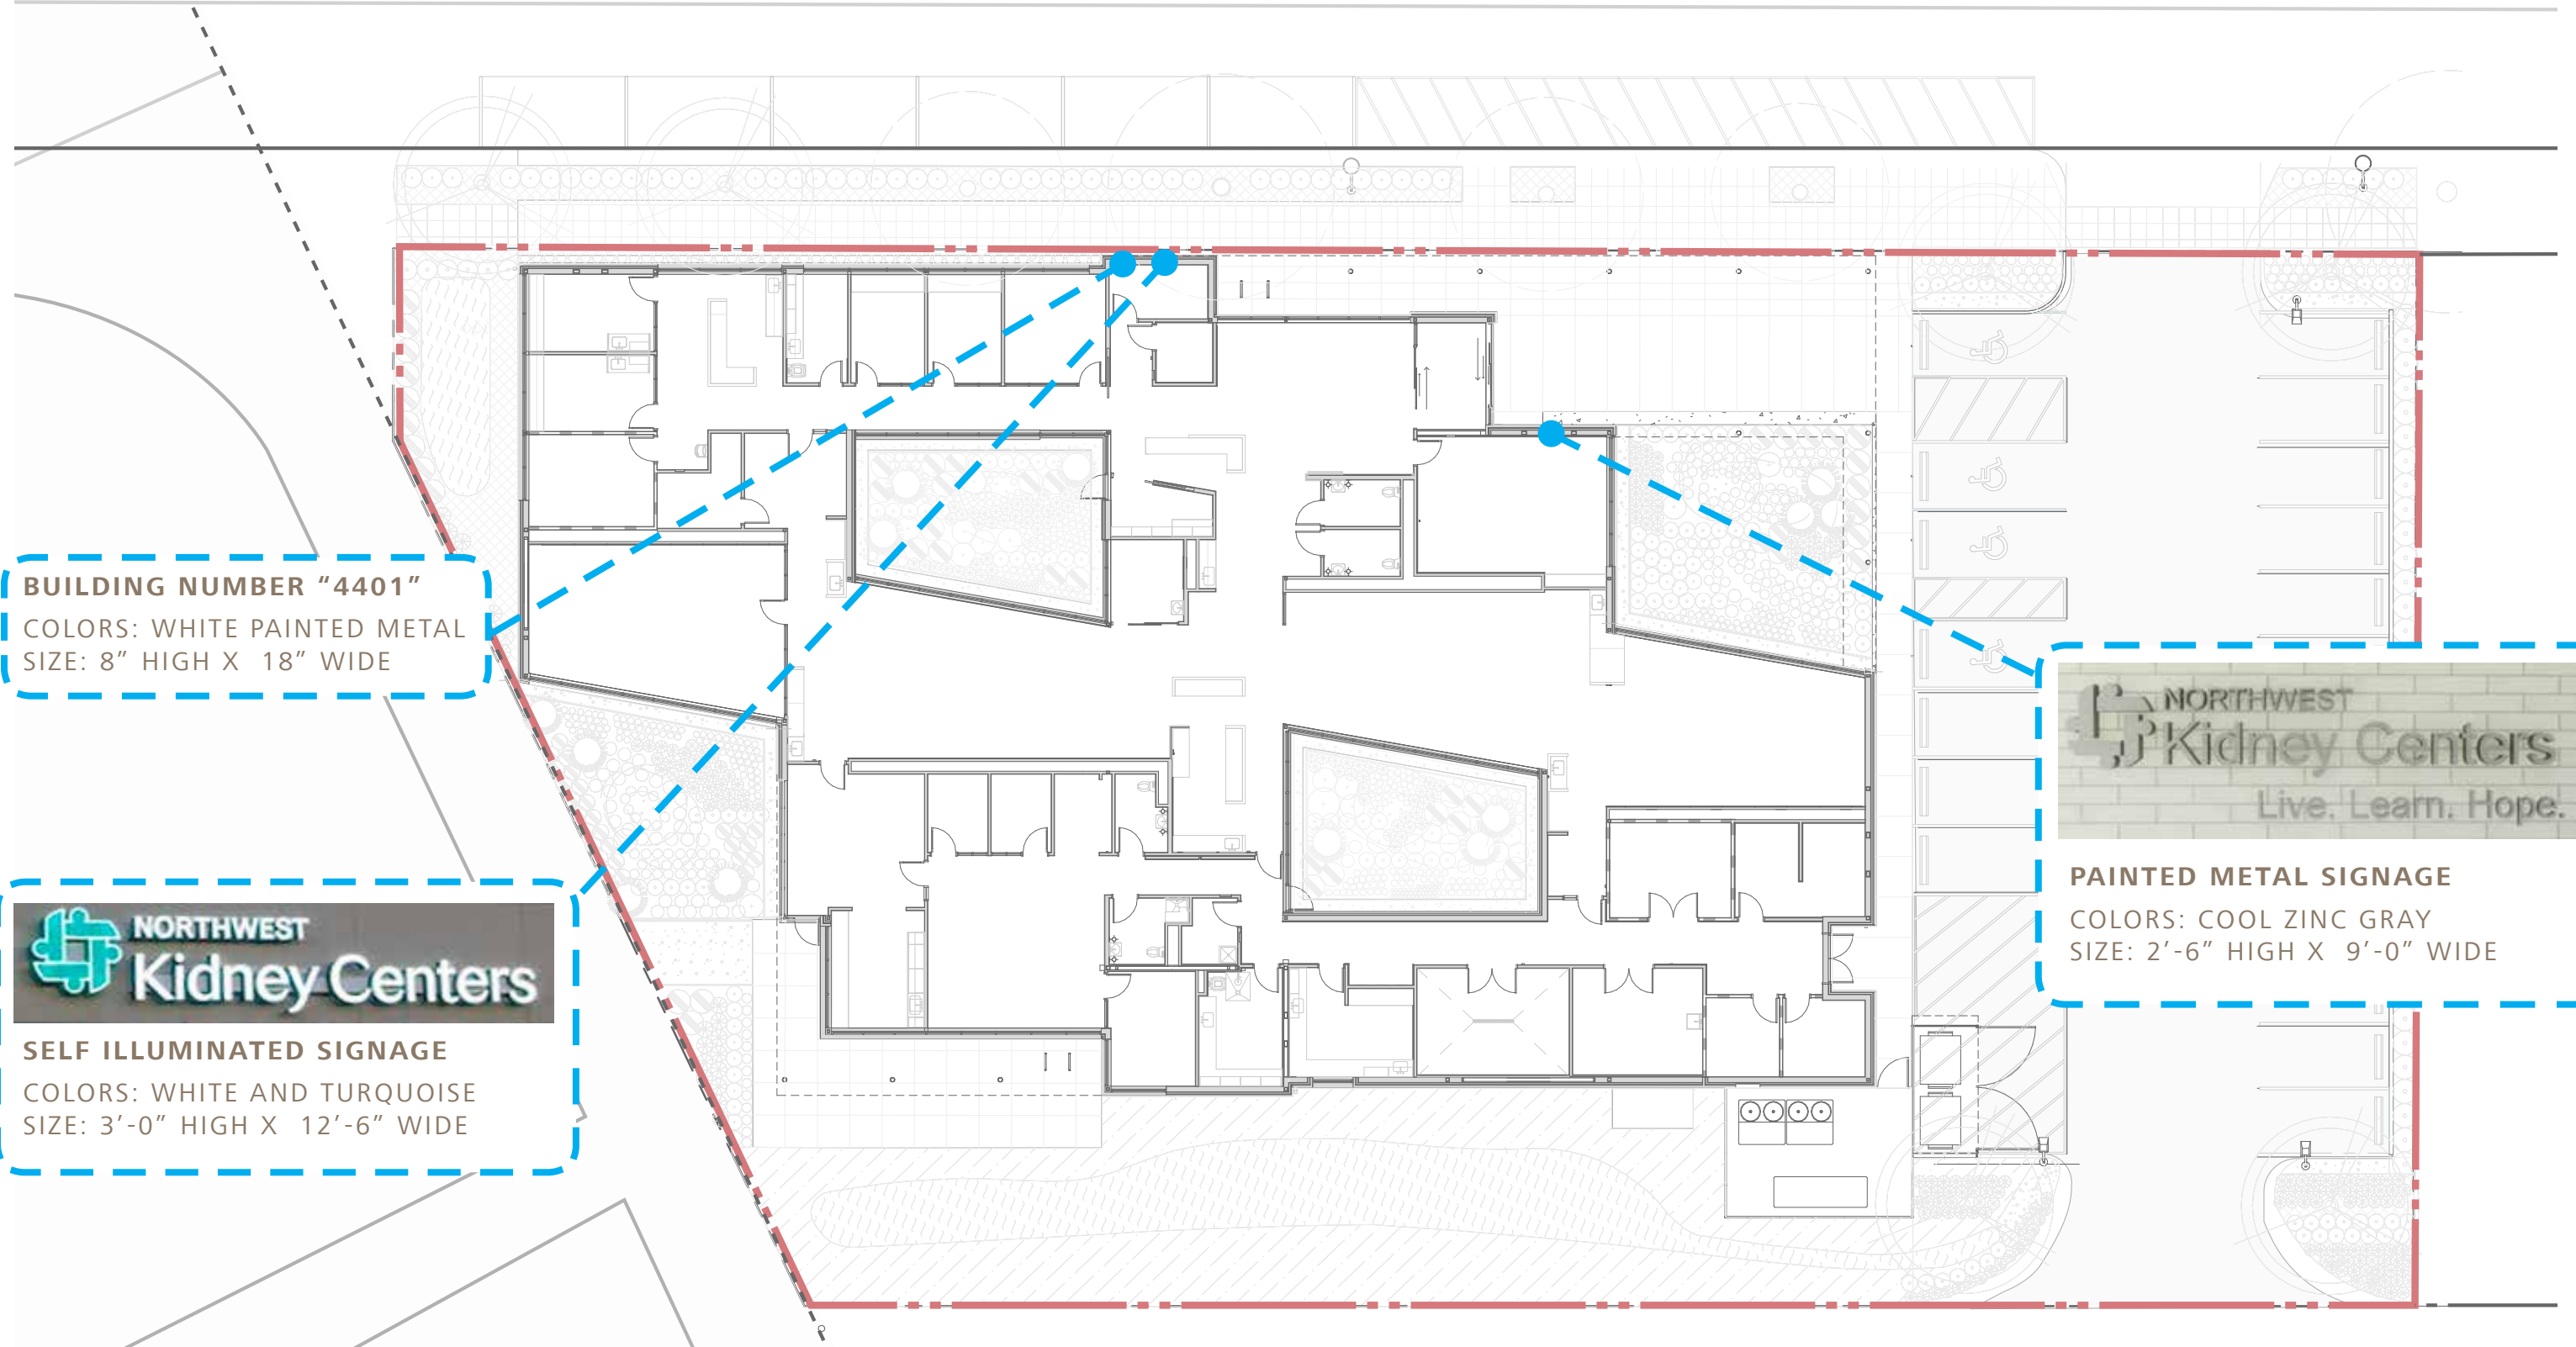 BUILDING NUMBER “4401”
COLORS: WHITE PAINTED METAL
SIZE: 8” HIGH X 18” WIDE
NORTHWEST
Kidney Centers
SELF ILLUMINATED SIGNAGE
COLORS: WHITE AND TURQUOISE
SIZE: 3’-0” HIGH X 12’-6” WIDE
NORTHWEST
Kidney Centers
Live. Learn. Hope.
PAINTED METAL SIGNAGE
COLORS: COOL ZINC GRAY
SIZE: 2’-6” HIGH X 9’-0” WIDE